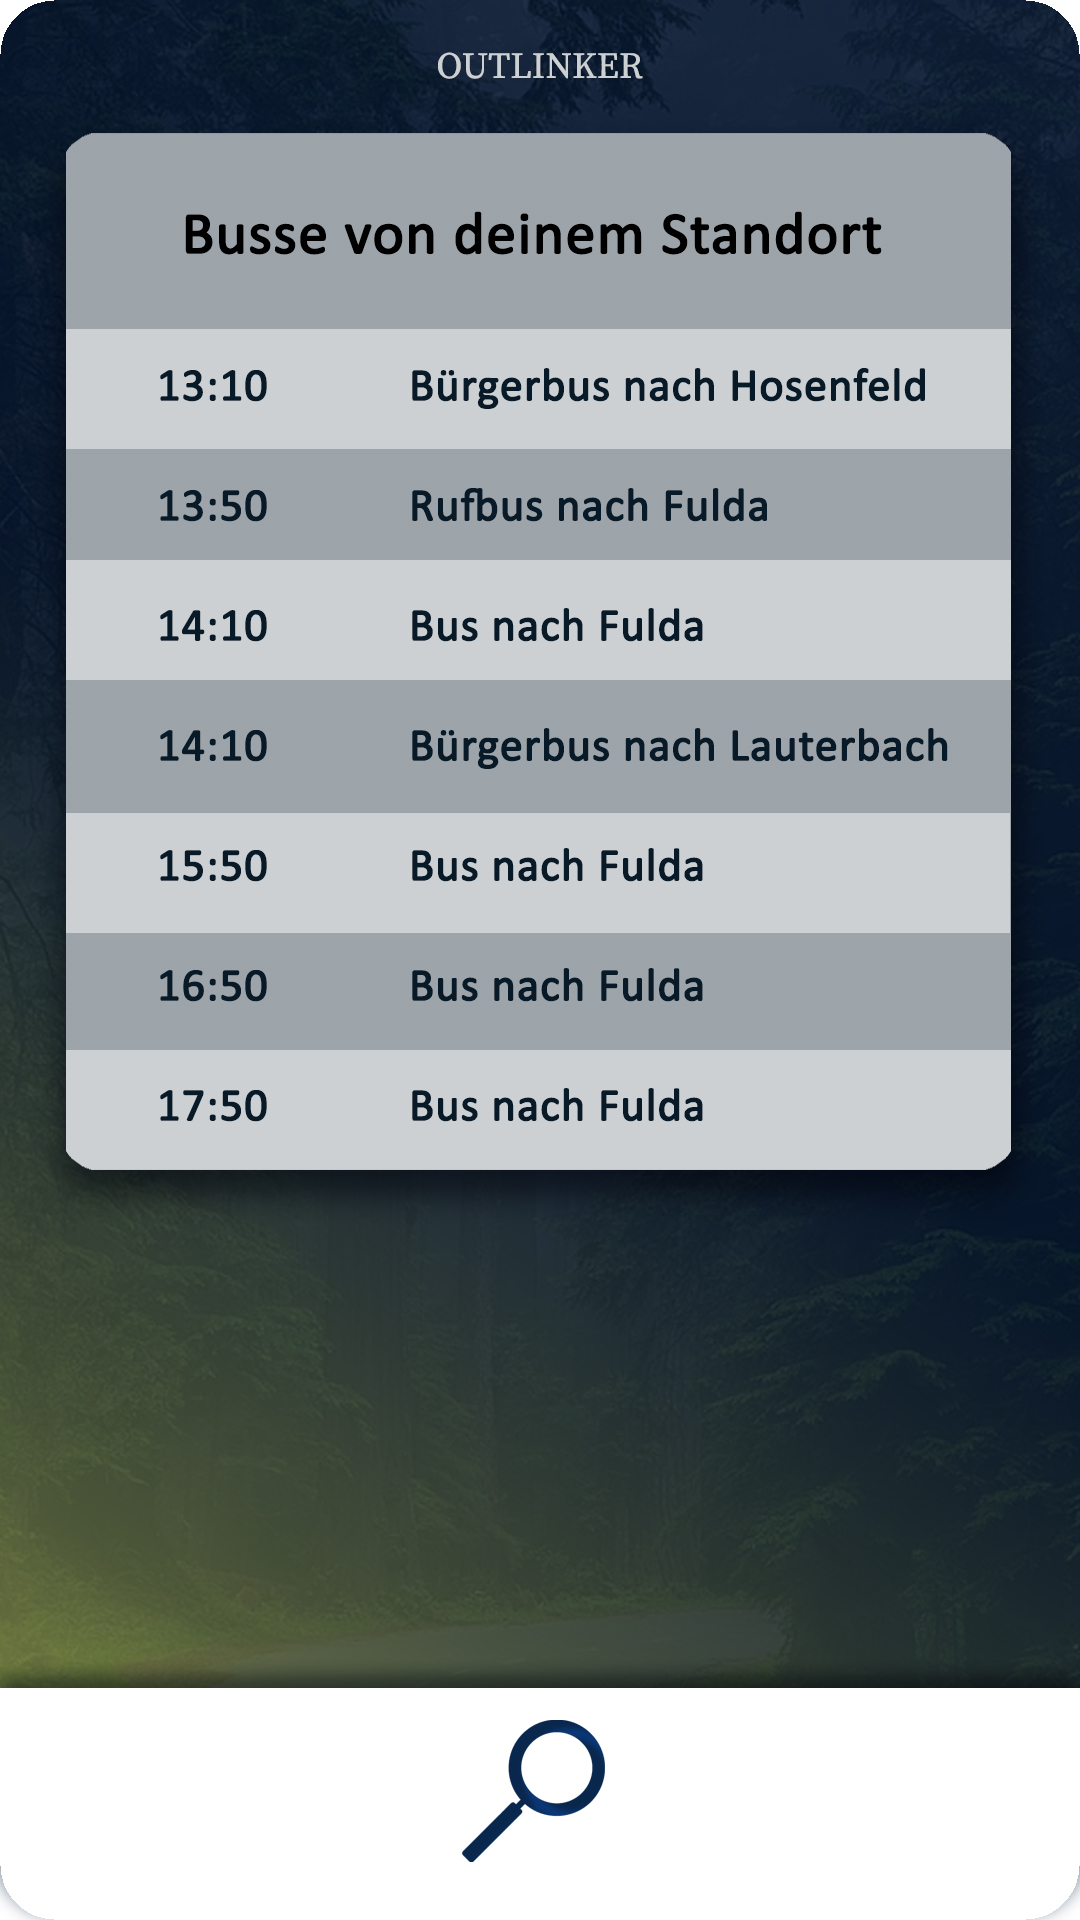 OUTLINKER
Busse von deinem Standort
13:10 Bürgerbus nach Hosenfeld
13:50 Rufbus nach Fulda
14:10 Bus nach Fulda
14:10 Bürgerbus nach Lauterbach
15:50 Bus nach Fulda
16:50 Bus nach Fulda
17:50 Bus nach Fulda